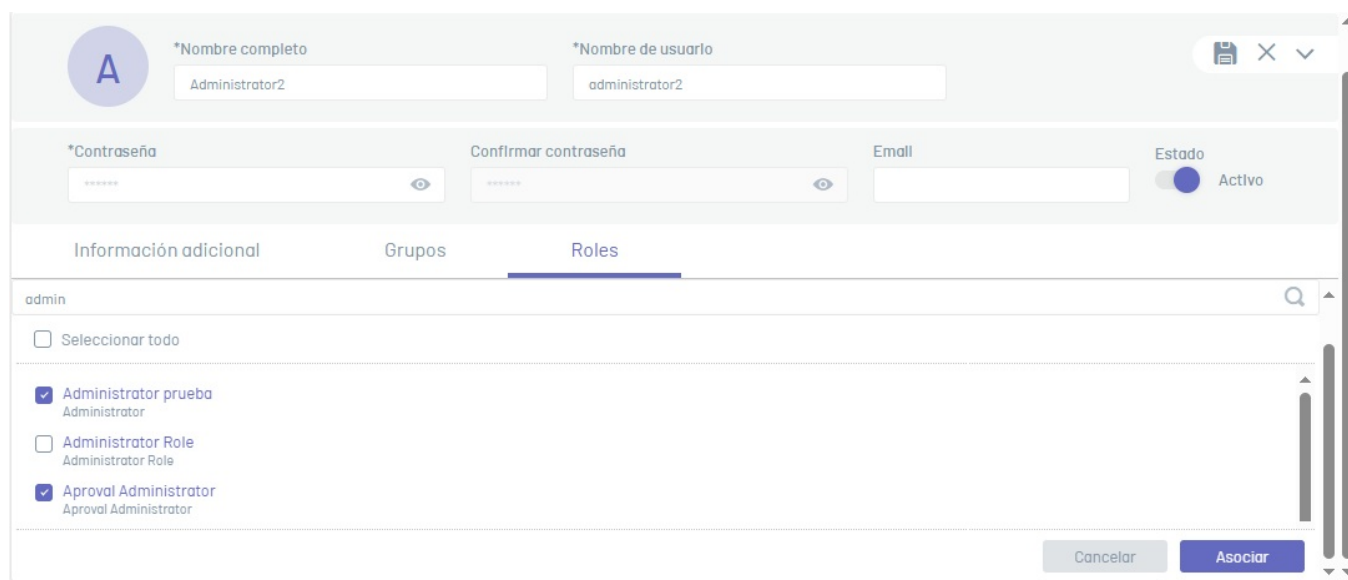 A
*Nombre completo
*Nombre de usuario
Administrator2
administrator2
*Contraseña
Confirmar contraseña
Email
Estado
******
******
Activo
Información adicional
Grupos
Roles
admin
Seleccionar todo
Administrator prueba
Administrator
Administrator Role
Administrator Role
Aproval Administrator
Aproval Administrator
Cancelar
Asociar